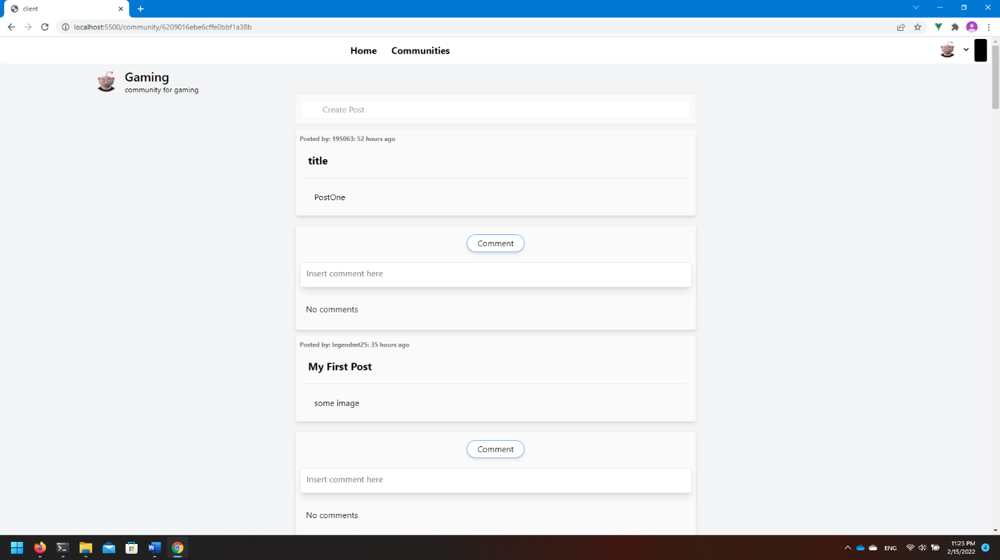 client
localhost:5500/community/6209016ebe6cffe0bbf1a38b
Home Communities
Gaming
community for gaming
Create Post
Posted by: 195063: 52 hours ago
title
PostOne
Comment
Insert comment here
No comments
Posted by: legendmt25: 35 hours ago
My First Post
some image
Comment
Insert comment here
No comments
ENG
11:25 PM
2/15/2022
4